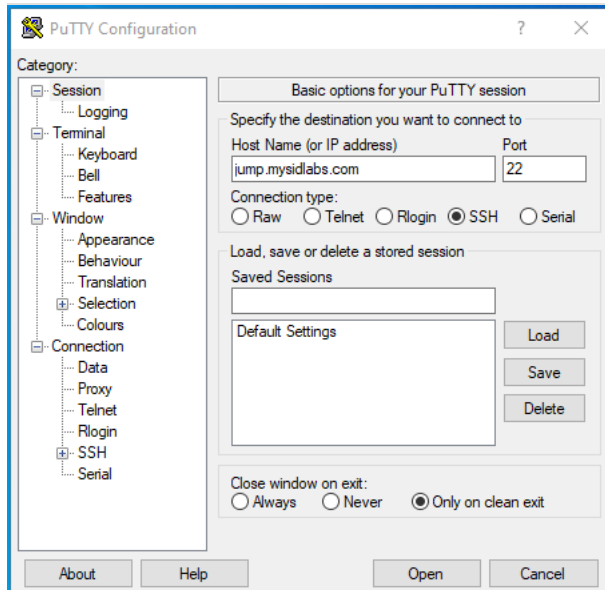 PuTTY Configuration
Category:
Session
Logging
Terminal
Keyboard
Bell
Features
Window
Appearance
Behaviour
Translation
Selection
Colours
Connection
Data
Proxy
Telnet
Rlogin
SSH
Serial
Basic options for your PuTTY session
Specify the destination you want to connect to
Host Name (or IP address) Port
jump.mysidlabs.com 22
Connection type:
Raw Telnet Rlogin SSH Serial
Load, save or delete a stored session
Saved Sessions
Default Settings
Load
Save
Delete
Close window on exit:
Always Never Only on clean exit
About Help Open Cancel